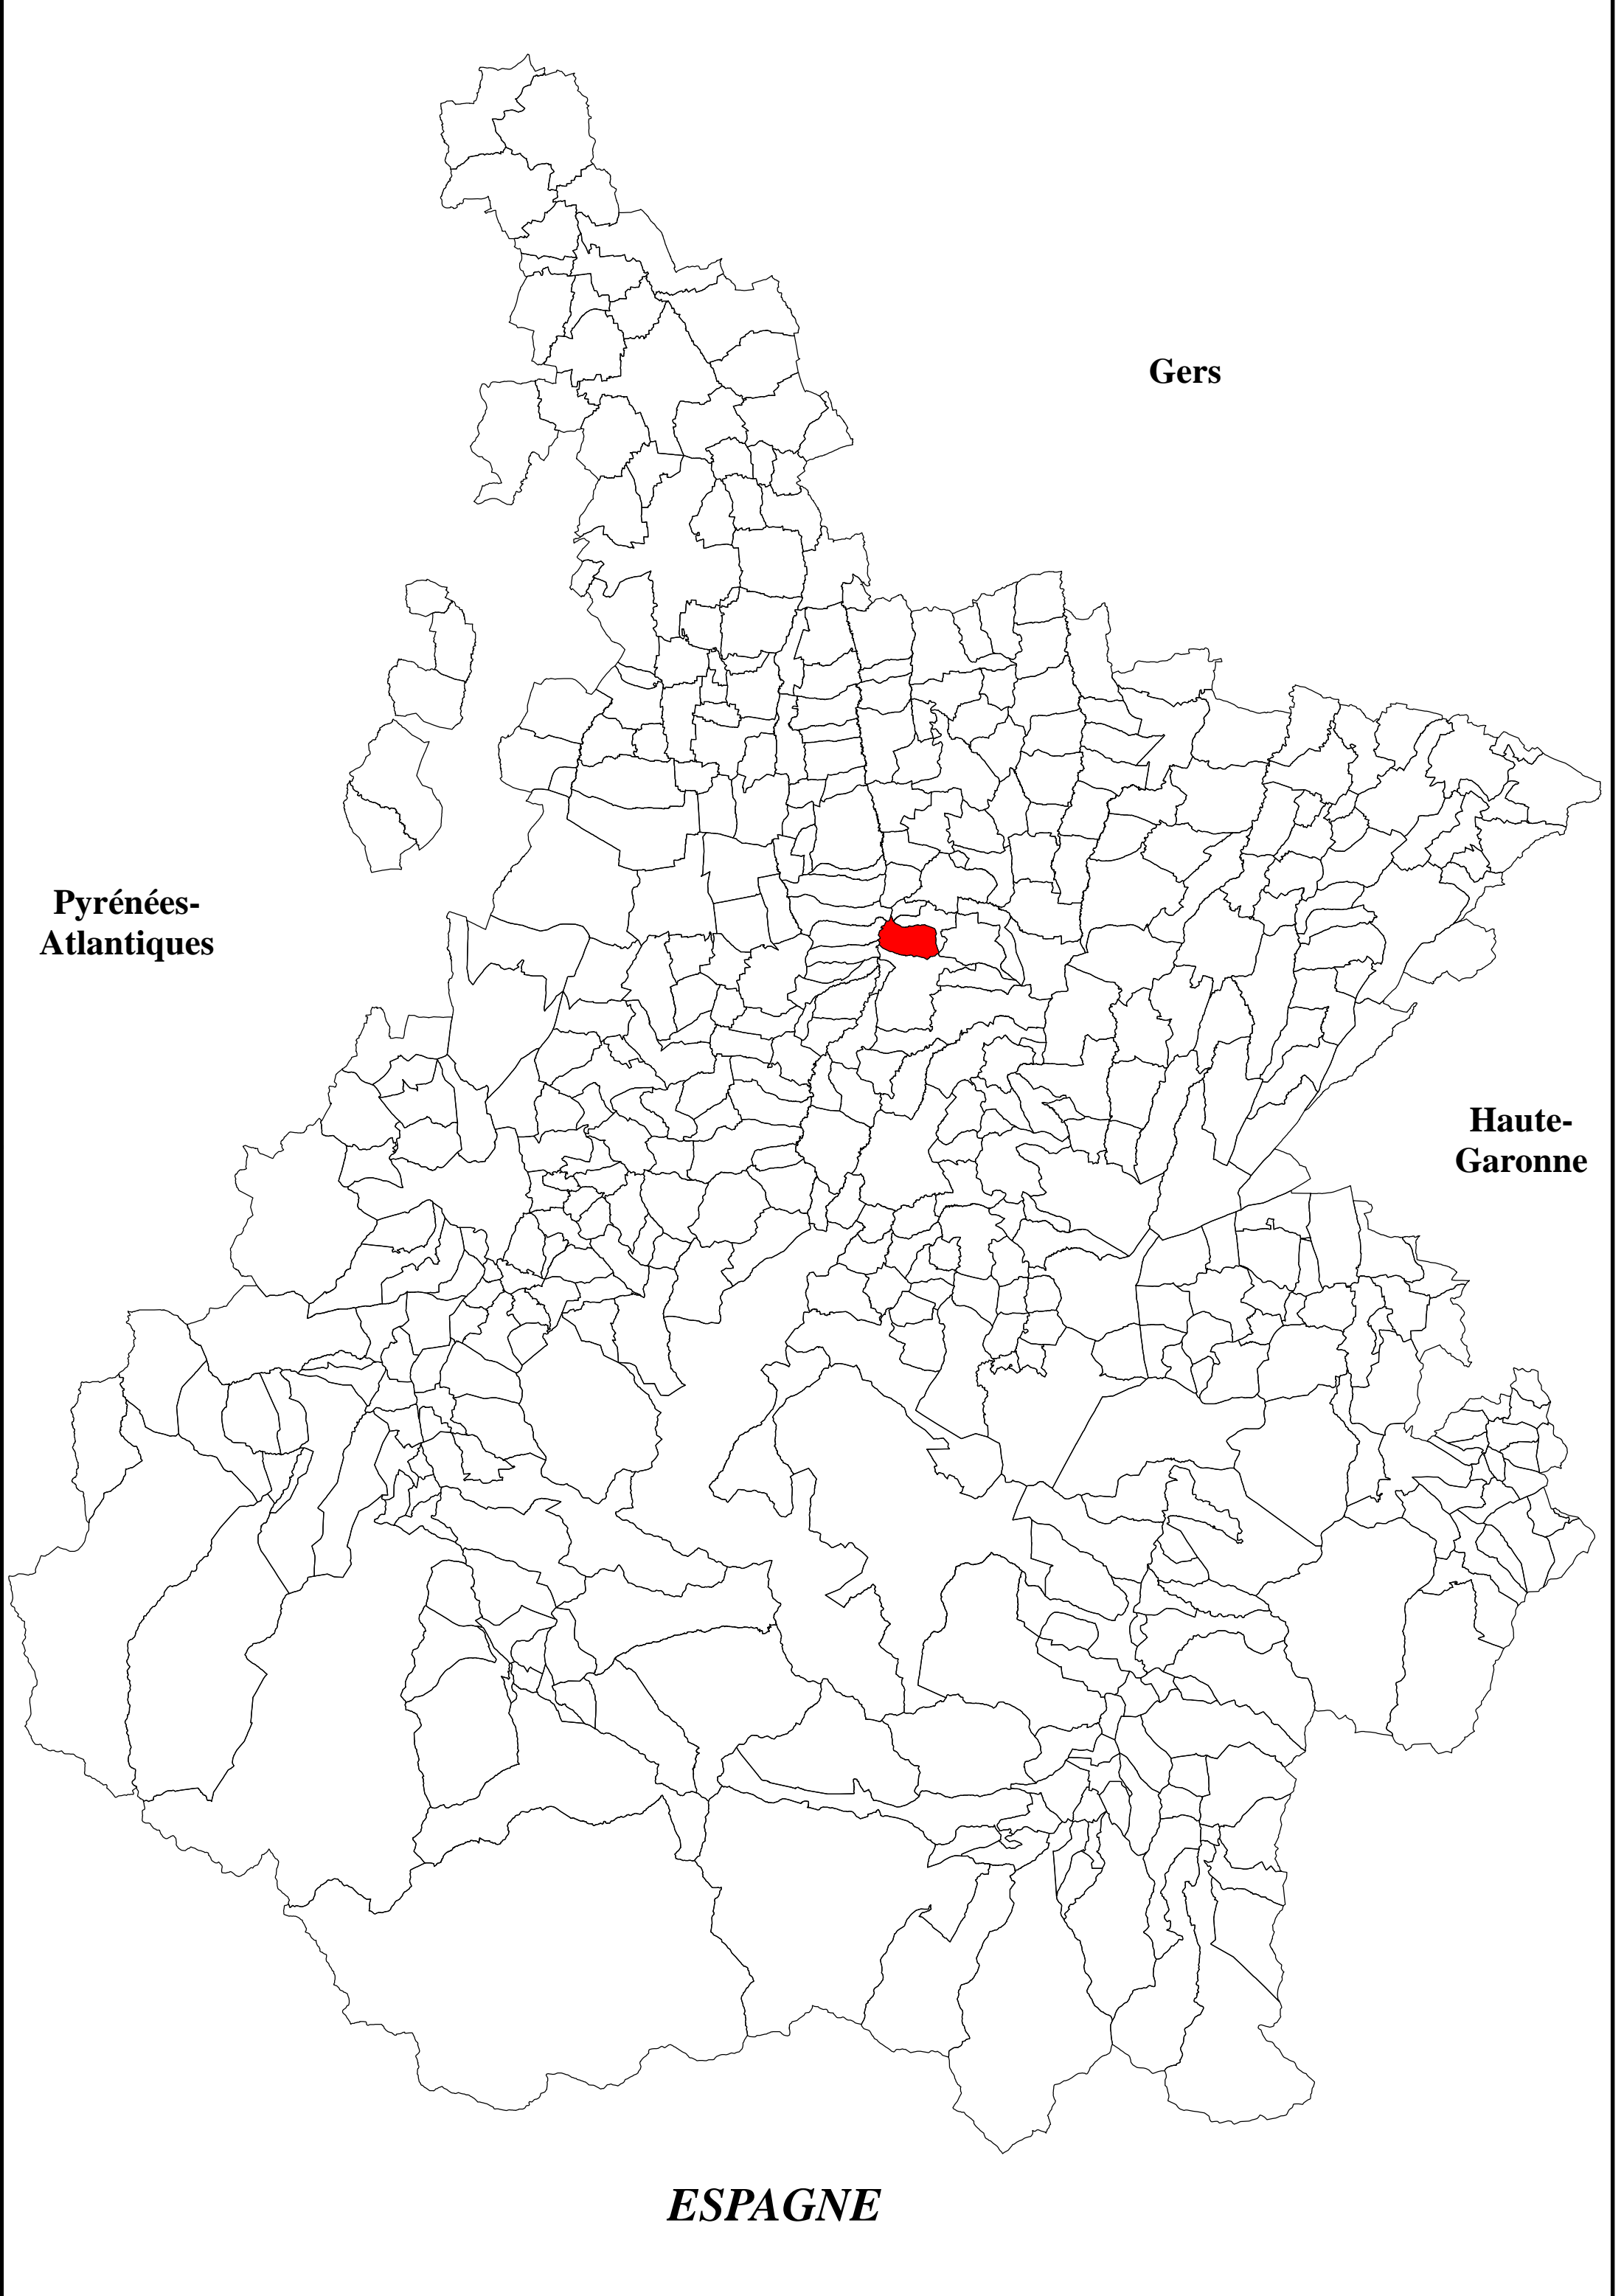 Gers
Pyrénées-
Atlantiques
Haute-
Garonne
ESPAGNE